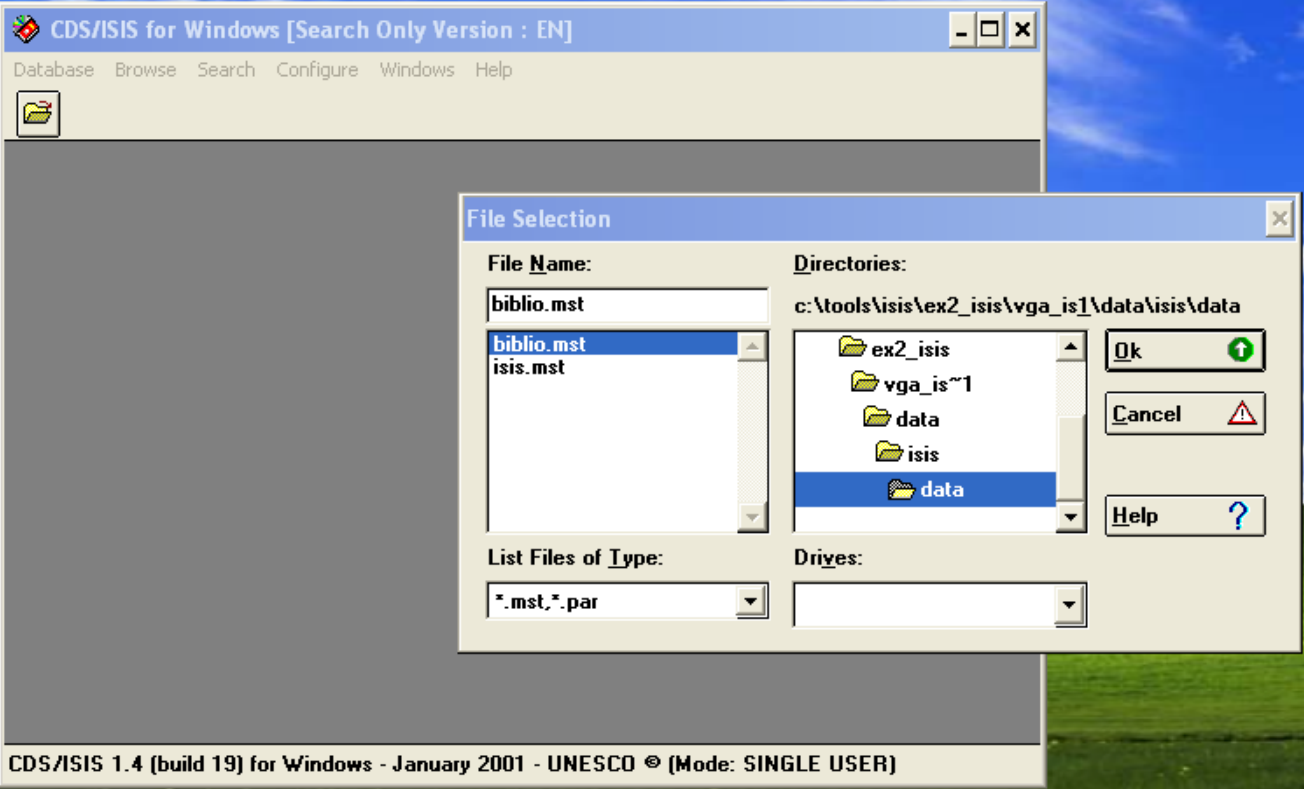 CDS/ISIS for Windows [Search Only Version : EN]
Database Browse Search Configure Windows Help
File Selection
File Name:
biblio.mst
biblio.mst
isis.mst
List Files of Type:
*.mst,*.par
Directories:
c:\tools\isis\ex2_isis\vga_is1\data\isis\data
ex2_isis
vga_is~1
data
isis
data
Drives:
Ok
Cancel
Help
CDS/ISIS 1.4 (build 19) for Windows - January 2001 - UNESCO © (Mode: SINGLE USER)